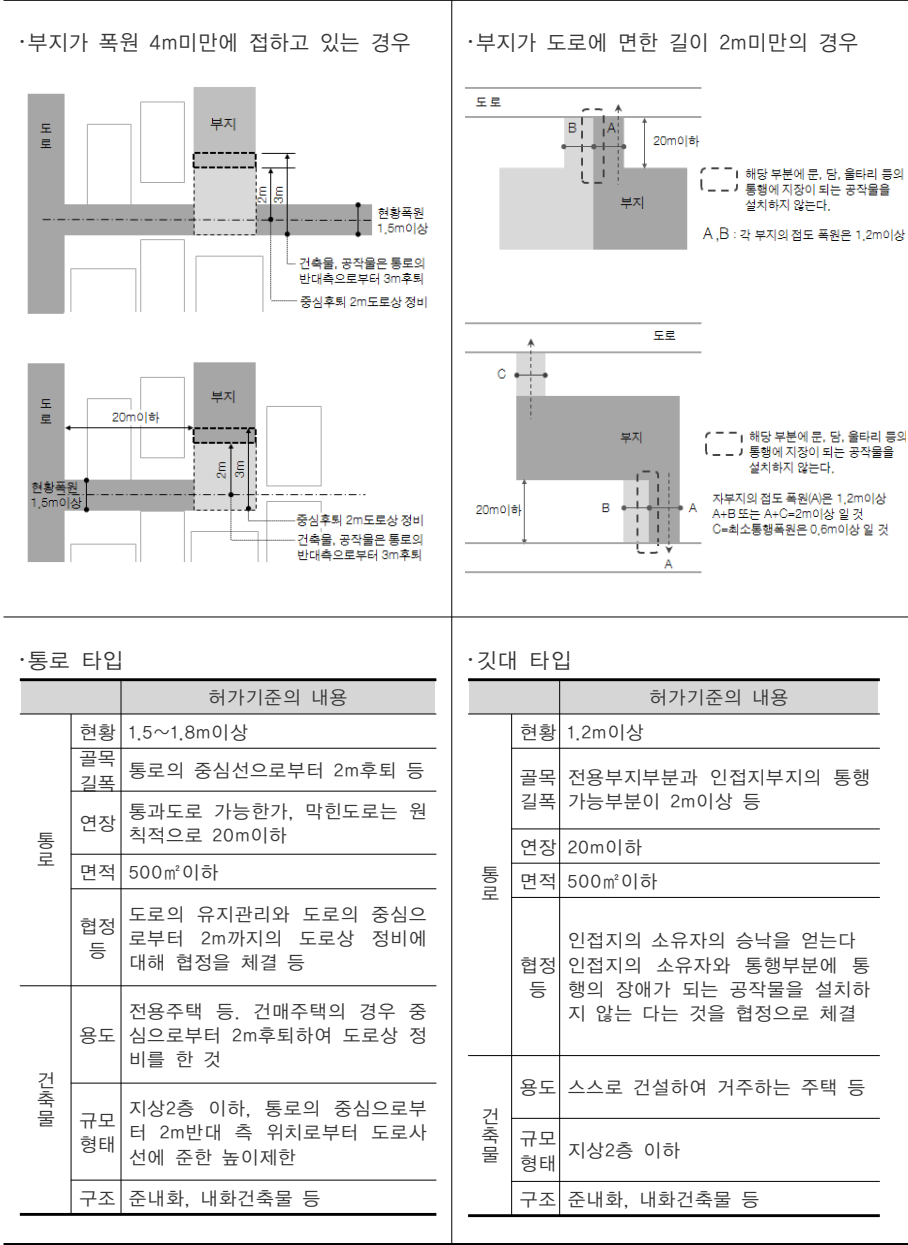 ·부지가 폭원 4m미만에 접하고 있는 경우
도로
부지
2m
3m
현황폭원
1.5m이상
건축물, 공작물은 통로의
반대측으로부터 3m후퇴
중심후퇴 2m도로상 정비
도로
20m이하
부지
2m
3m
현황폭원
1.5m이상
중심후퇴 2m도로상 정비
건축물, 공작물은 통로의
반대측으로부터 3m후퇴
·부지가 도로에 면한 길이 2m미만의 경우
도로
B
A
20m이하
부지
해당 부분에 문, 담, 울타리 등의
통행에 지장이 되는 공작물을
설치하지 않는다.
A,B : 각 부지의 접도 폭원은 1.2m이상
도로
C
부지
20m이하
B
A
A
해당 부분에 문, 담, 울타리 등의
통행에 지장이 되는 공작물을
설치하지 않는다.
자부지의 접도 폭원(A)은 1.2m이상
A+B 또는 A+C=2m이상 일 것
C=최소통행폭원은 0.6m이상 일 것
·통로 타입
허가기준의 내용
통로
현황
1.5~1.8m이상
골목
길폭
통로의 중심선으로부터 2m후퇴 등
연장
통과도로 가능한가, 막힌도로는 원
칙적으로 20m이하
면적
500㎡이하
협정
등
도로의 유지관리와 도로의 중심으
로부터 2m까지의 도로상 정비에
대해 협정을 체결 등
건축물
용도
전용주택 등. 건매주택의 경우 중
심으로부터 2m후퇴하여 도로상 정
비를 한 것
규모
형태
지상2층 이하, 통로의 중심으로부
터 2m반대 측 위치로부터 도로사
선에 준한 높이제한
구조
준내화, 내화건축물 등
·깃대 타입
허가기준의 내용
통로
현황
1.2m이상
골목
길폭
전용부지부분과 인접지부지의 통행
가능부분이 2m이상 등
연장
20m이하
면적
500㎡이하
협정
등
인접지의 소유자의 승낙을 얻는다
인접지의 소유자와 통행부분에 통
행의 장애가 되는 공작물을 설치하
지 않는 다는 것을 협정으로 체결
건축물
용도
스스로 건설하여 거주하는 주택 등
규모
형태
지상2층 이하
구조
준내화, 내화건축물 등